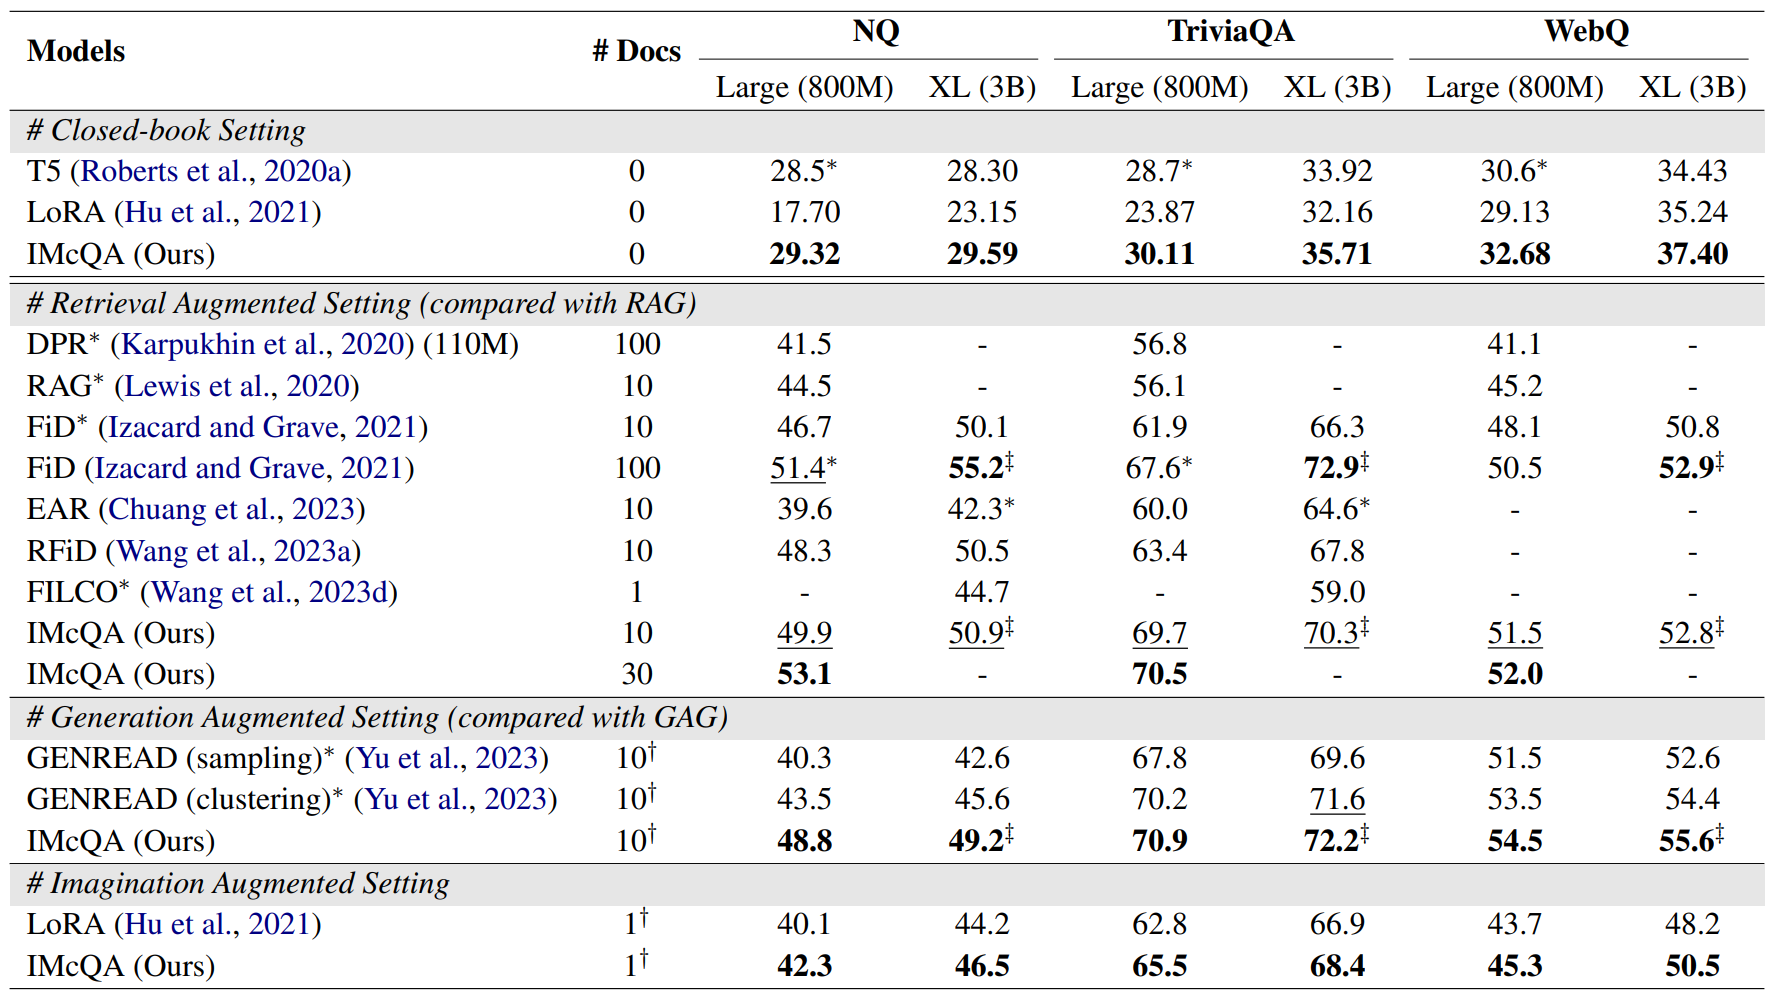 Models # Docs NQ TriviaQA WebQ
Large (800M) XL (3B) Large (800M) XL (3B) Large (800M) XL (3B)
# Closed-book Setting
T5 (Roberts et al., 2020a) 0 28.5* 28.30 28.7* 33.92 30.6* 34.43
LoRA (Hu et al., 2021) 0 17.70 23.15 23.87 32.16 29.13 35.24
IMcQA (Ours) 0 29.32 29.59 30.11 35.71 32.68 37.40
# Retrieval Augmented Setting (compared with RAG)
DPR* (Karpukhin et al., 2020) (110M) 100 41.5 - 56.8 - 41.1 -
RAG* (Lewis et al., 2020) 10 44.5 - 56.1 - 45.2 -
FiD* (Izacard and Grave, 2021) 10 46.7 50.1 61.9 66.3 48.1 50.8
FiD (Izacard and Grave, 2021) 100 51.4* 55.2‡ 67.6* 72.9‡ 50.5 52.9‡
EAR (Chuang et al., 2023) 10 39.6 42.3* 60.0 64.6* - -
RFiD (Wang et al., 2023a) 10 48.3 50.5 63.4 67.8 - -
FILCO* (Wang et al., 2023d) 1 - 44.7 - 59.0 - -
IMcQA (Ours) 10 49.9 50.9‡ 69.7 70.3‡ 51.5 52.8‡
IMcQA (Ours) 30 53.1 - 70.5 - 52.0 -
# Generation Augmented Setting (compared with GAG)
GENREAD (sampling)* (Yu et al., 2023) 10† 40.3 42.6 67.8 69.6 51.5 52.6
GENREAD (clustering)* (Yu et al., 2023) 10† 43.5 45.6 70.2 71.6 53.5 54.4
IMcQA (Ours) 10† 48.8 49.2‡ 70.9 72.2‡ 54.5 55.6‡
# Imagination Augmented Setting
LoRA (Hu et al., 2021) 1† 40.1 44.2 62.8 66.9 43.7 48.2
IMcQA (Ours) 1† 42.3 46.5 65.5 68.4 45.3 50.5